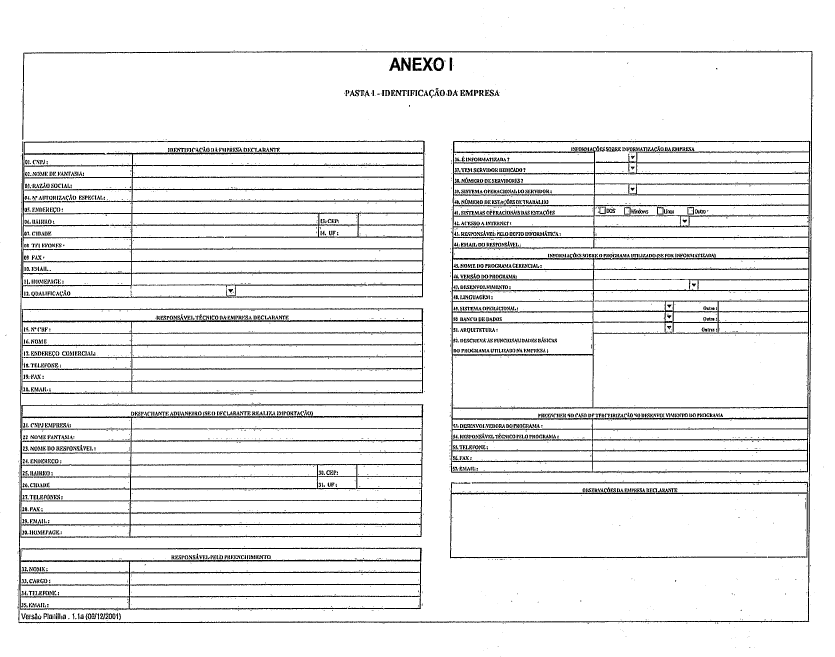 ANEXO I
PASTA I - IDENTIFICAÇÃO DA EMPRESA
IDENTIFICAÇÃO DA EMPRESA DECLARANTE
01. CNPJ :
02. NOME DE FANTASIA:
03. RAZÃO SOCIAL:
04. Nº AUTORIZAÇÃO ESPECIAL:
05. ENDEREÇO :
06. BAIRRO : 13. CEP:
07. CIDADE 14. UF :
08 TELEFONES :
09. FAX :
10. EMAIL .
11. HOMEPAGE :
12. QUALIFICAÇÃO
RESPONSÁVEL TÉCNICO DA EMPRESA DECLARANTE
15. Nº CRF :
16. NOME
17. ENDEREÇO COMERCIAL:
18. TELEFONE :
19. FAX :
20. EMAIL :
DESPACHANTE ADUANEIRO (SE O DECLARANTE REALIZA IMPORTAÇÃO)
21. CNPJ EMPRESA:
22 NOME FANTASIA:
23. NOME DO RESPONSÁVEL :
24. ENDEREÇO :
25. BAIRRO : 30. CEP:
26. CIDADE 31. UF :
27. TELEFONES :
28. FAX :
29. EMAIL :
30. HOMEPAGE :
RESPONSÁVEL PELO PREENCHIMENTO
32. NOME :
33. CARGO :
34. TELEFONE :
35. EMAIL :
Versão Planilha . 1.1a (06/12/2001)
INFORMAÇÕES SOBRE INFORMATIZAÇÃO DA EMPRESA
36. É INFORMATIZADA ?
37. TEM SERVIDOR DEDICADO ?
38. NÚMERO DE SERVIDORES ?
39. SISTEMA OPERACIONAL DO SERVIDOR :
40. NÚMERO DE ESTAÇÕES DE TRABALHO
41. SISTEMAS OPERACIONAIS DAS ESTAÇÕES DOS Windows Linux Outro
42. ACESSO A INTERNET :
43. RESPONSÁVEL PELO DEPTO INFORMÁTICA :
44. EMAIL DO RESPONSÁVEL :
INFORMAÇÕES SOBRE O PROGRAMA UTILIZADO (SE FOR INFORMATIZADA)
45. NOME DO PROGRAMA GERENCIAL :
46. VERSÃO DO PROGRAMA:
47. DESENVOLVIMENTO :
48. LINGUAGEM :
49. SISTEMA OPERACIONAL : Outro :
50 BANCO DE DADOS Outro :
51. ARQUITETURA : Outra :
52. DESCREVA AS FUNCIONALIDADES BÁSICAS
DO PROGRAMA UTILIZADO NA EMPRESA :
PREENCHER NO CASO DE TERCEIRIZAÇÃO NO DESENVOLVIMENTO DO PROGRAMA
53. DESENVOLVEDORA DO PROGRAMA :
54. RESPONSÁVEL TÉCNICO PELO PROGRAMA :
55. TELEFONE :
56. FAX :
57. EMAIL :
OBSERVAÇÕES DA EMPRESA DECLARANTE